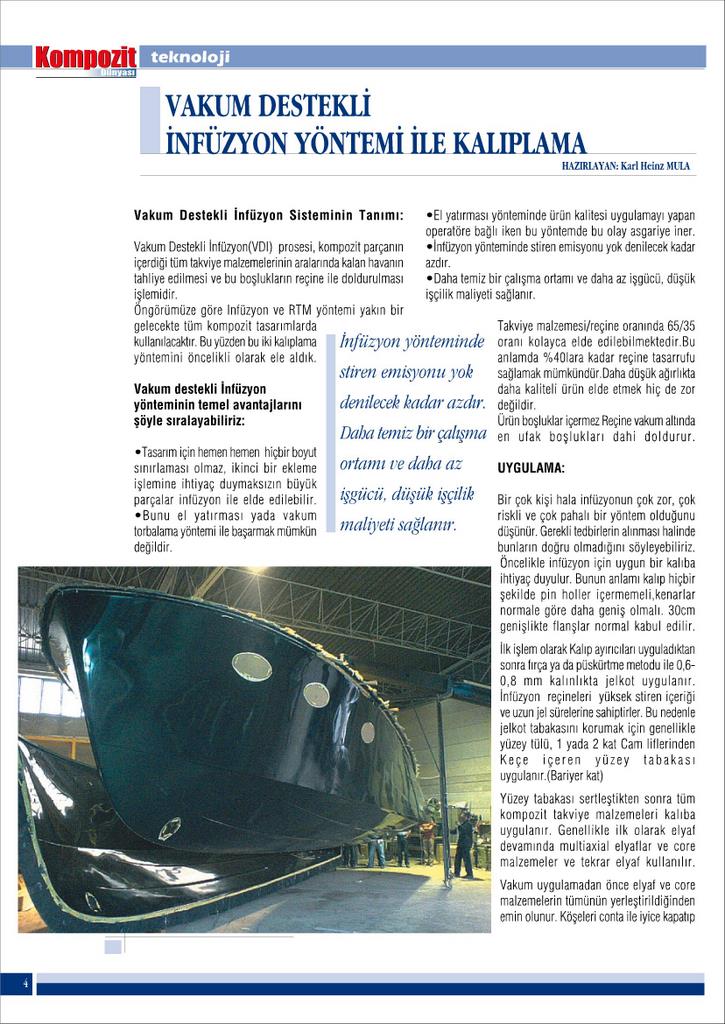 Kompozit
Dünyası
teknoloji
VAKUM DESTEKLİ
İNFÜZYON YÖNTEMİ İLE KALIPLAMA
HAZIRLAYAN: Karl Heinz MULA
Vakum Destekli İnfüzyon Sisteminin Tanımı:
Vakum Destekli İnfüzyon(VDI) prosesi, kompozit parçanın
içerdiği tüm takviye malzemelerinin aralarında kalan havanın
tahliye edilmesi ve bu boşlukların reçine ile doldurulması
işlemidir.
Öngörümüze göre Infüzyon ve RTM yöntemi yakın bir
gelecekte tüm kompozit tasarımlarda
kullanılacaktır. Bu yüzden bu iki kalıplama
yöntemini öncelikli olarak ele aldık.
Vakum destekli İnfüzyon
yönteminin temel avantajlarını
şöyle sıralayabiliriz:
•Tasarım için hemen hemen hiçbir boyut
sınırlaması olmaz, ikinci bir ekleme
işlemine ihtiyaç duymaksızın büyük
parçalar infüzyon ile elde edilebilir.
•Bunu el yatırması yada vakum
torbalama yöntemi ile başarmak mümkün
değildir.
İnfüzyon yönteminde
stiren emisyonu yok
denilecek kadar azdır.
Daha temiz bir çalışma
ortamı ve daha az
işgücü, düşük işçilik
maliyeti sağlanır.
•El yatırması yönteminde ürün kalitesi uygulamayı yapan
operatöre bağlı iken bu yöntemde bu olay asgariye iner.
•İnfüzyon yönteminde stiren emisyonu yok denilecek kadar
azdır.
•Daha temiz bir çalışma ortamı ve daha az işgücü, düşük
işçilik maliyeti sağlanır.
Takviye malzemesi/reçine oranında 65/35
oranı kolayca elde edilebilmektedir.Bu
anlamda %40lara kadar reçine tasarrufu
sağlamak mümkündür.Daha düşük ağırlıkta
daha kaliteli ürün elde etmek hiç de zor
değildir.
Ürün boşluklar içermez Reçine vakum altında
en ufak boşlukları dahi doldurur.
UYGULAMA:
Bir çok kişi hala infüzyonun çok zor, çok
riskli ve çok pahalı bir yöntem olduğunu
düşünür. Gerekli tedbirlerin alınması halinde
bunların doğru olmadığını söyleyebiliriz.
Öncelikle infüzyon için uygun bir kalıba
ihtiyaç duyulur. Bunun anlamı kalıp hiçbir
şekilde pin holler içermemeli,kenarlar
normale göre daha geniş olmalı. 30cm
genişlikte flanşlar normal kabul edilir.
İlk işlem olarak Kalıp ayırıcıları uyguladıktan
sonra fırça ya da püskürtme metodu ile 0,6-
0,8 mm kalınlıkta jelkot uygulanır.
İnfüzyon reçineleri yüksek stiren içeriği
ve uzun jel sürelerine sahiptirler. Bu nedenle
jelkot tabakasını korumak için genellikle
yüzey tülü, 1 yada 2 kat Cam liflerinden
Keçe içeren yüzey tabakası
uygulanır.(Bariyer kat)
Yüzey tabakası sertleştikten sonra tüm
kompozit takviye malzemeleri kalıba
uygulanır. Genellikle ilk olarak elyaf
devamında multiaxial elyaflar ve core
malzemeler ve tekrar elyaf kullanılır.
Vakum uygulamadan önce elyaf ve core
malzemelerin tümünün yerleştirildiğinden
emin olunur. Köşeleri conta ile iyice kapatıp
4